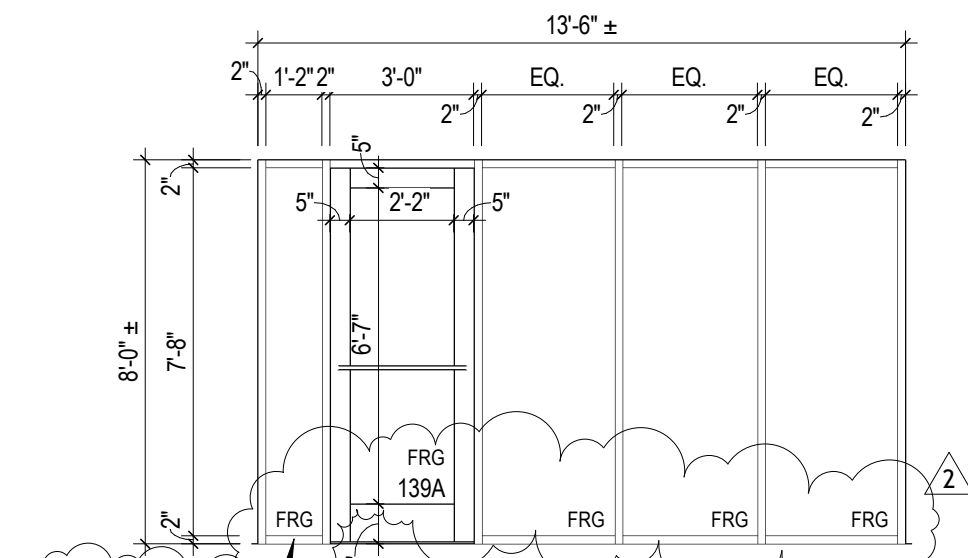 13'-6" ±
2" 1'-2" 2" 3'-0" EQ. EQ. EQ.
2" 2" 2" 2"
5"
2"
5" 2'-2" 5"
8'-0" ±
7'-8"
6'-7"
FRG
139A
2
2"
FRG FRG FRG FRG